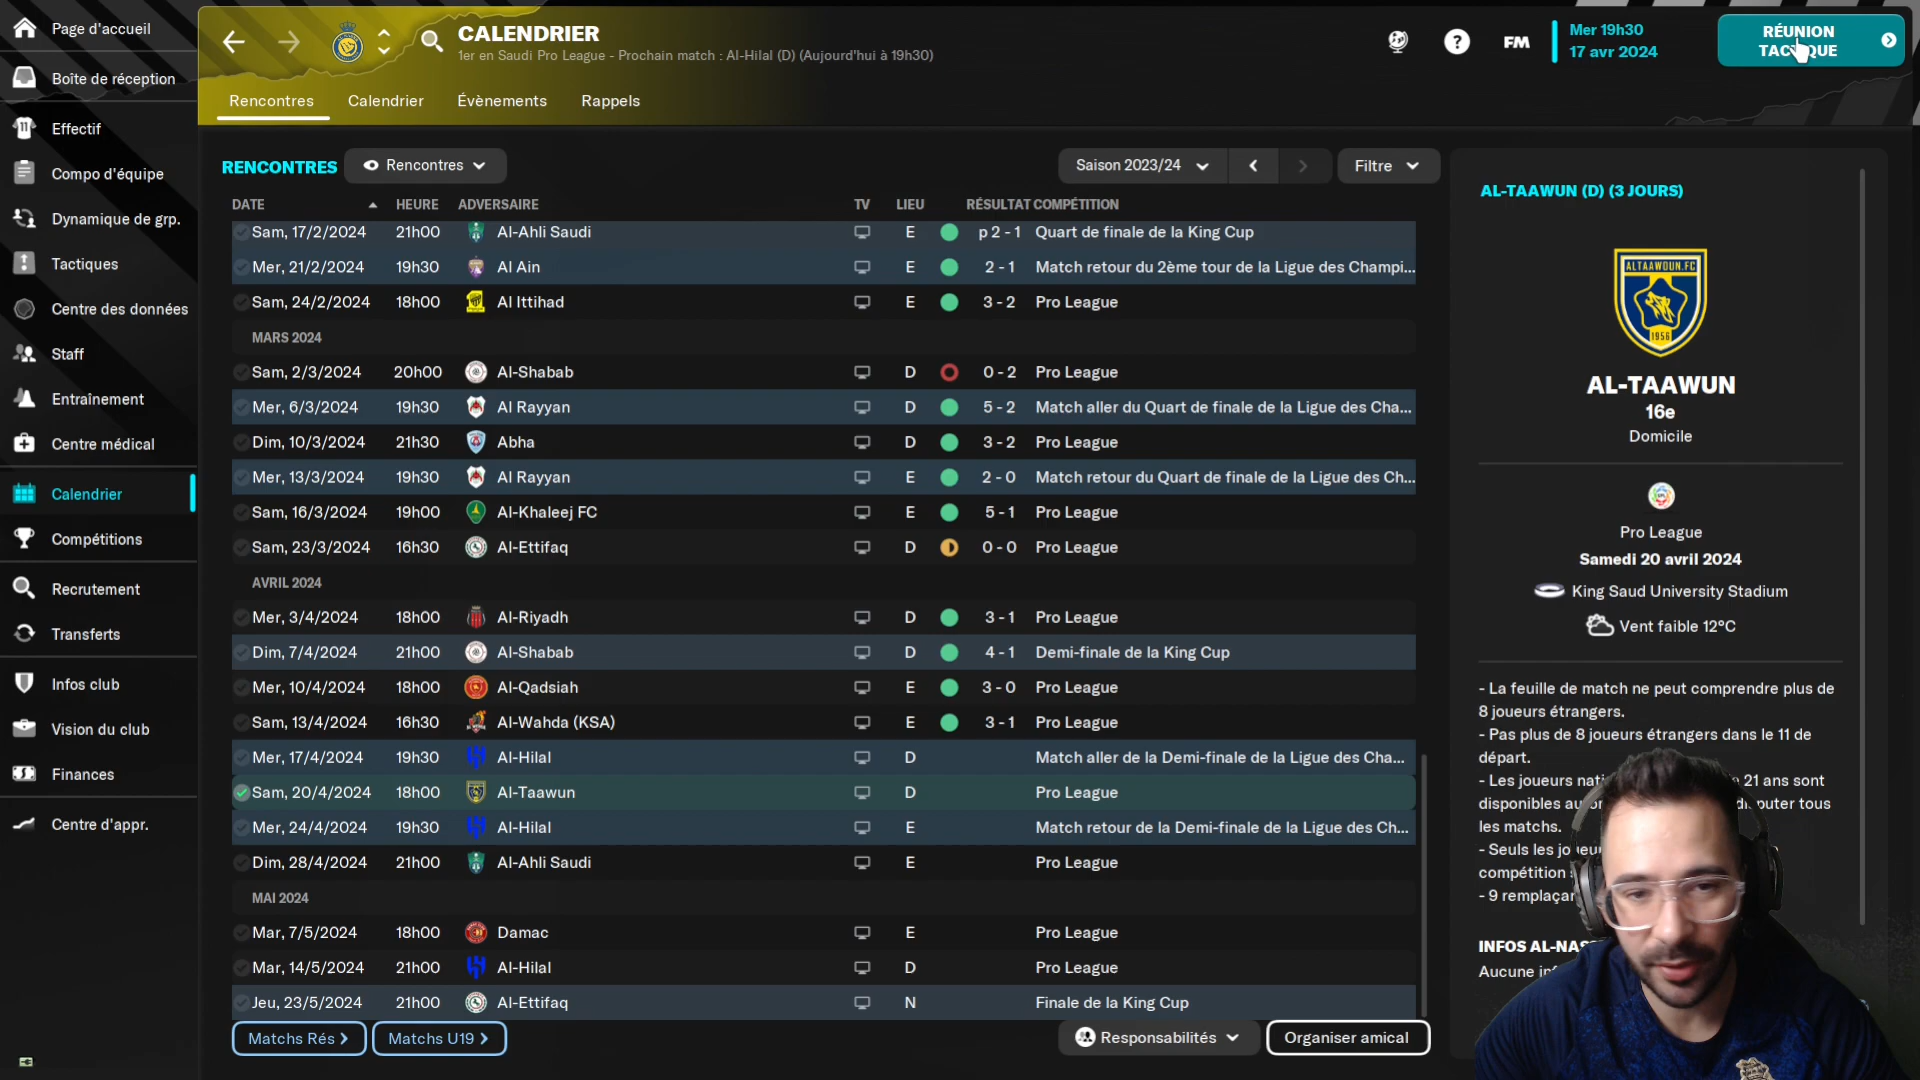 Page d'accueil
Boîte de réception
Effectif
Compo d'équipe
Dynamique de grp.
Tactiques
Centre des données
Staff
Entraînement
Centre médical
Calendrier
Compétitions
Recrutement
Transferts
Infos club
Vision du club
Finances
Centre d'appr.
CALENDRIER
1er en Saudi Pro League - Prochain match : Al-Hilal (D) (Aujourd'hui à 19h30)
?
FM
Mer 19h30
17 avr 2024
RÉUNION
Rencontres Calendrier Évènements Rappels
RENCONTRES Rencontres Saison 2023/24 Filtre
DATE HEURE ADVERSAIRE TV LIEU RÉSULTAT COMPÉTITION
Sam, 17/2/2024 21h00 Al-Ahli Saudi E p 2 - 1 Quart de finale de la King Cup
Mer, 21/2/2024 19h30 Al Ain E 2 - 1 Match retour du 2ème tour de la Ligue des Champi...
Sam, 24/2/2024 18h00 Al Ittihad E 3 - 2 Pro League
MARS 2024
Sam, 2/3/2024 20h00 Al-Shabab D 0 - 2 Pro League
Mer, 6/3/2024 19h30 Al Rayyan D 5 - 2 Match aller du Quart de finale de la Ligue des Cha...
Dim, 10/3/2024 21h30 Abha D 3 - 2 Pro League
Mer, 13/3/2024 19h30 Al Rayyan E 2 - 0 Match retour du Quart de finale de la Ligue des Ch...
Sam, 16/3/2024 19h00 Al-Khaleej FC E 5 - 1 Pro League
Sam, 23/3/2024 16h30 Al-Ettifaq D 0 - 0 Pro League
AVRIL 2024
Mer, 3/4/2024 18h00 Al-Riyadh D 3 - 1 Pro League
Dim, 7/4/2024 21h00 Al-Shabab D 4 - 1 Demi-finale de la King Cup
Mer, 10/4/2024 18h00 Al-Qadsiah E 3 - 0 Pro League
Sam, 13/4/2024 16h30 Al-Wahda (KSA) E 3 - 1 Pro League
Mer, 17/4/2024 19h30 Al-Hilal D Match aller de la Demi-finale de la Ligue des Cha...
Sam, 20/4/2024 18h00 Al-Taawun D Pro League
Mer, 24/4/2024 19h30 Al-Hilal E Match retour de la Demi-finale de la Ligue des Ch...
Dim, 28/4/2024 21h00 Al-Ahli Saudi E Pro League
MAI 2024
Mar, 7/5/2024 18h00 Damac E Pro League
Mar, 14/5/2024 21h00 Al-Hilal D Pro League
Jeu, 23/5/2024 21h00 Al-Ettifaq N Finale de la King Cup
Matchs Rés Matchs U19 Responsabilités Organiser amical
AL-TAAWUN (D) (3 JOURS)
ALTAAWOUN.FC
1956
AL-TAAWUN
16e
Domicile
Pro League
Samedi 20 avril 2024
King Saud University Stadium
Vent faible 12°C
- La feuille de match ne peut comprendre plus de
8 joueurs étrangers.
- Pas plus de 8 joueurs étrangers dans le 11 de
départ.
- Les joueurs 21 ans sont
disponibles tous
les matchs.
- Seuls les
compétition
- 9
INFOS
Aucune